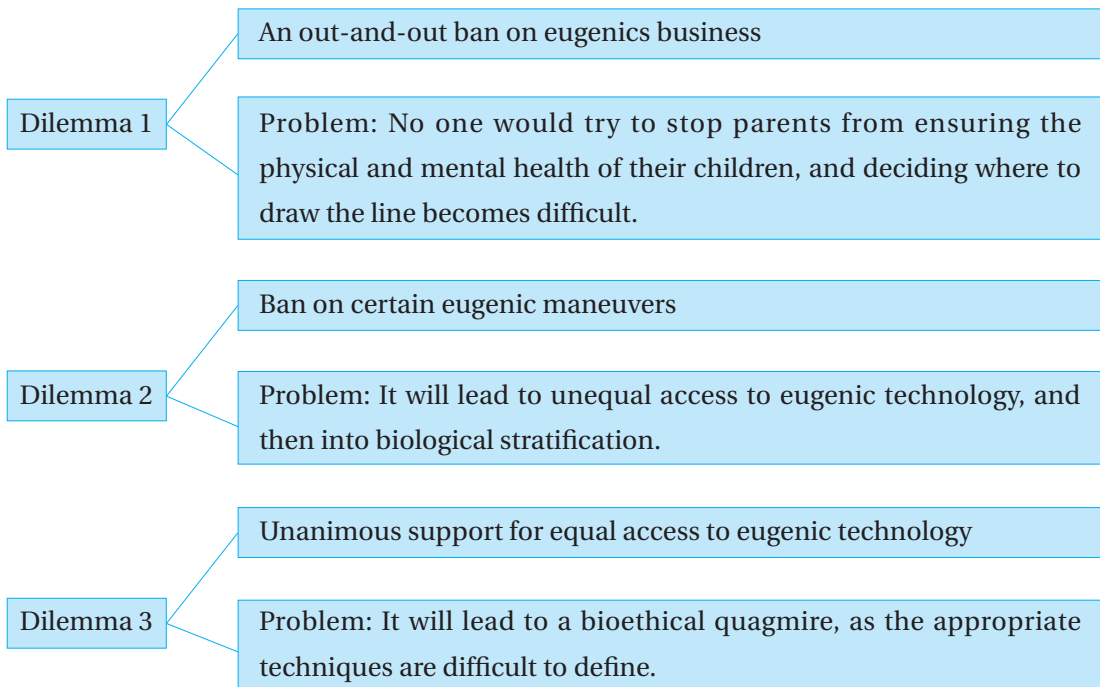 An out-and-out ban on eugenics business
Dilemma 1
Problem: No one would try to stop parents from ensuring the
physical and mental health of their children, and deciding where to
draw the line becomes difficult.
Ban on certain eugenic maneuvers
Dilemma 2
Problem: It will lead to unequal access to eugenic technology, and
then into biological stratification.
Unanimous support for equal access to eugenic technology
Dilemma 3
Problem: It will lead to a bioethical quagmire, as the appropriate
techniques are difficult to define.